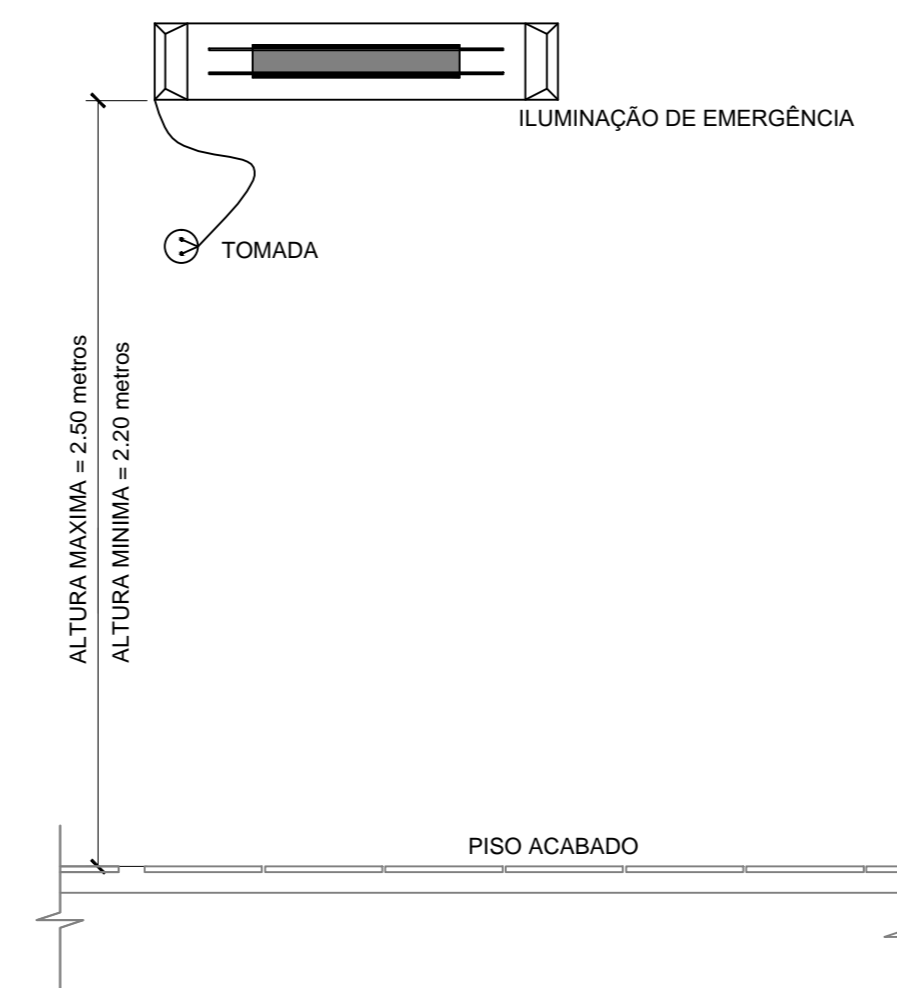 ILUMINAÇÃO DE EMERGÊNCIA
TOMADA
ALTURA MAXIMA = 2.50 metros
ALTURA MINIMA = 2.20 metros
PISO ACABADO